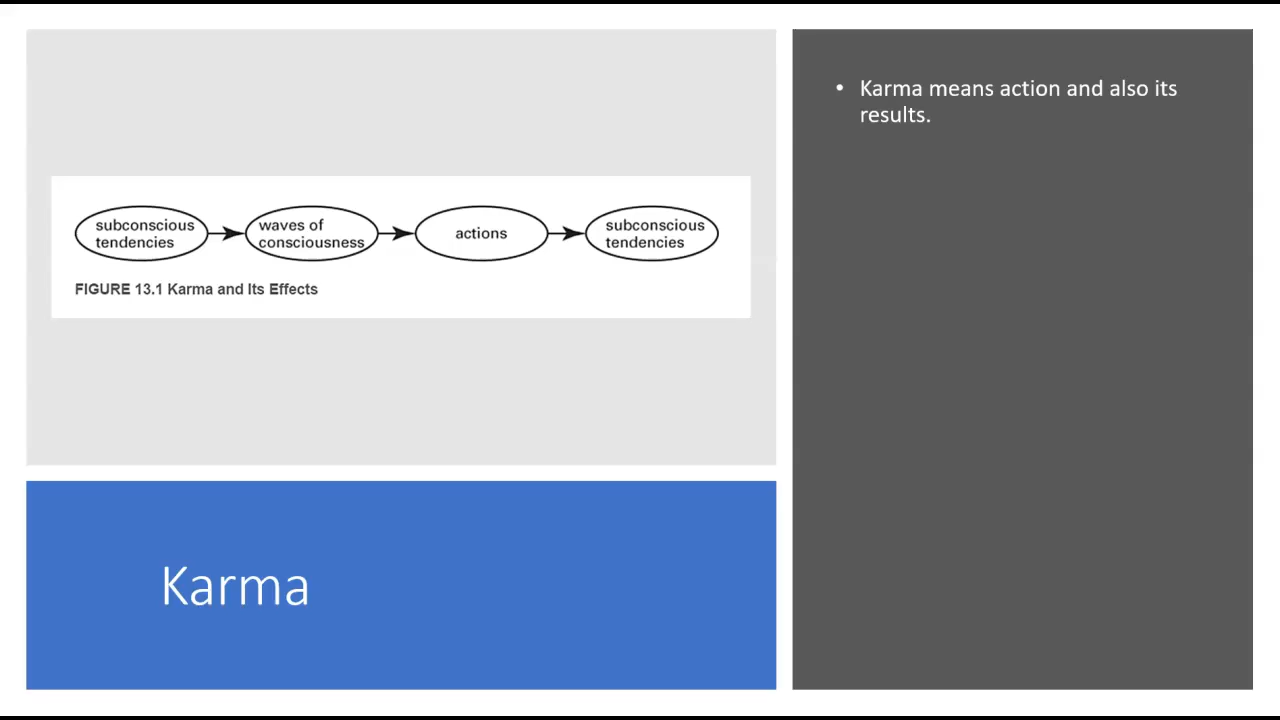 subconscious
tendencies
waves of
consciousness
actions
subconscious
tendencies
FIGURE 13.1 Karma and Its Effects
Karma
• Karma means action and also its
results.